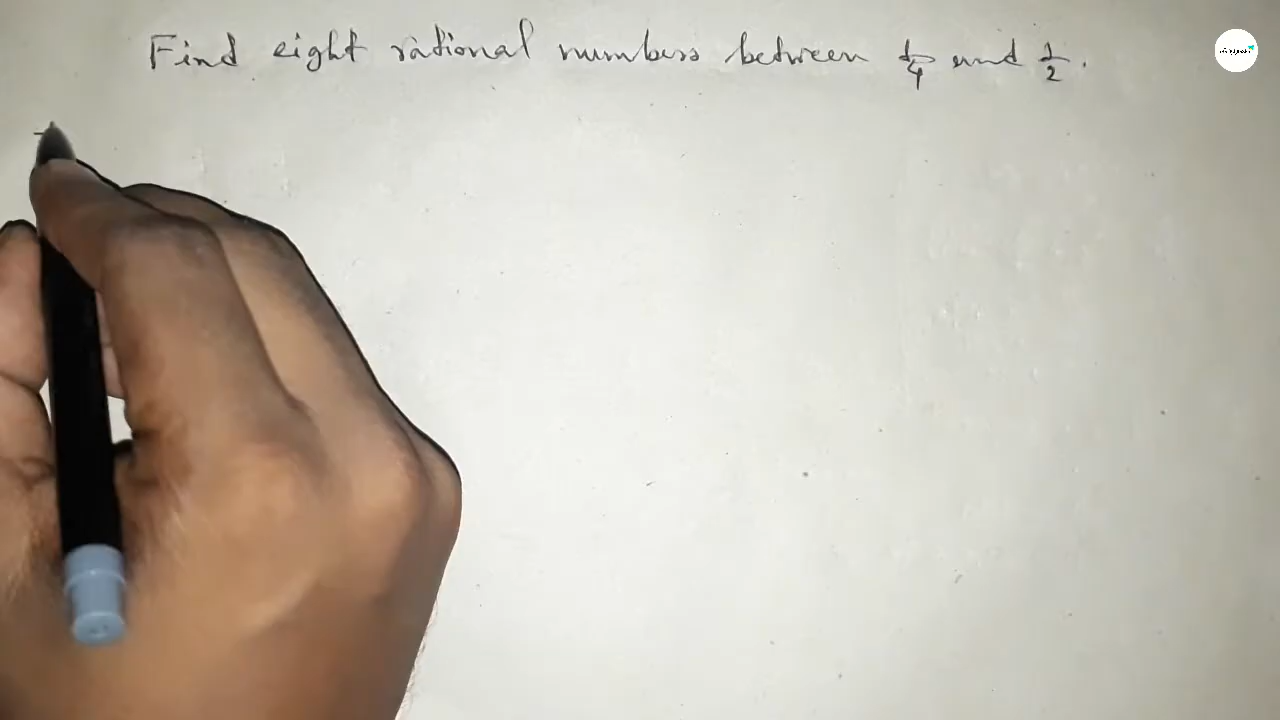 Find eight rational numbers between 1/4 and 1/2.